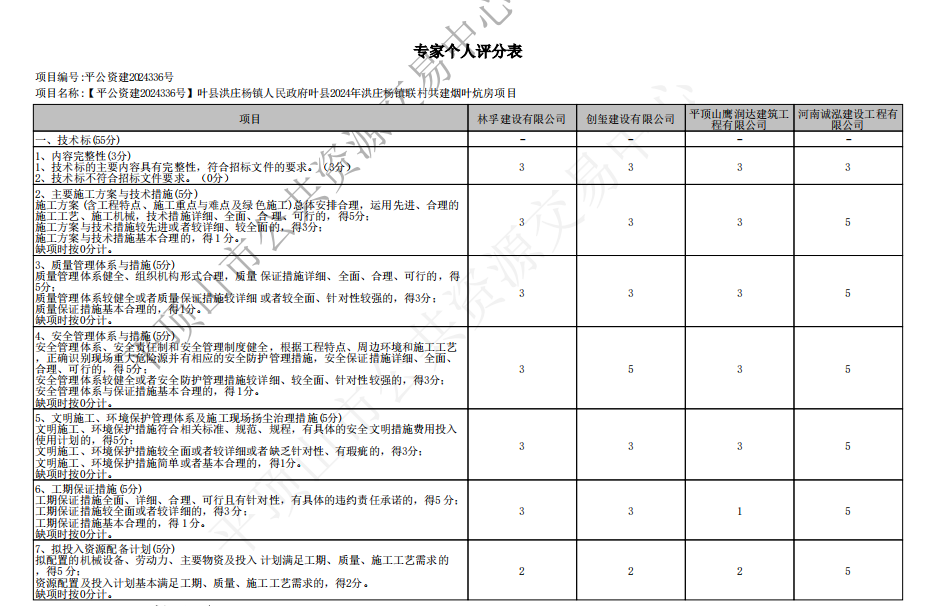 专家个人评分表
项目编号:平公资建2024336号
项目名称:【平公资建2024336号】叶县洪庄杨镇人民政府叶县2024年洪庄杨镇联村共建烟叶炕房项目
项目 林孚建设有限公司 创玺建设有限公司 平顶山鹰润达建筑工程有限公司 河南诚泓建设工程有限公司
一、技术标(55分) － － － －
1、内容完整性(3分)
1、技术标的主要内容具有完整性，符合招标文件的要求。（3分）
2、技术标不符合招标文件要求。（0分）
3 3 3 3
2、主要施工方案与技术措施(5分)
施工方案（含工程特点、施工重点与难点及绿色施工)总体安排合理，运用先进、合理的
施工工艺、施工机械，技术措施详细、全面、合理、可行的，得5分；
施工方案与技术措施较先进或者较详细、较全面的，得3分；
施工方案与技术措施基本合理的，得1分。
缺项时按0分计。
3 3 3 5
3、质量管理体系与措施(5分)
质量管理体系健全、组织机构形式合理，质量 保证措施详细、全面、合理、可行的，得
5分；
质量管理体系较健全或者质量保证措施较详细 或者较全面、针对性较强的，得3分；
质量保证措施基本合理的，得1分。
缺项时按0分计。
3 3 3 5
4、安全管理体系与措施(5分)
安全管理体系、安全责任制和安全管理制度健全，根据工程特点、周边环境和施工工艺
，正确识别现场重大危险源并有相应的安全防护管理措施，安全保证措施详细、全面、
合理、可行的，得5分；
安全管理体系较健全或者安全防护管理措施较详细、较全面、针对性较强的，得3分；
安全管理体系与保证措施基本合理的，得1分。
缺项时按0分计。
3 5 3 5
5、文明施工、环境保护管理体系及施工现场扬尘治理措施(5分)
文明施工、环境保护措施符合相关标准、规范、规程，有具体的安全文明措施费用投入
使用计划的，得5分；
文明施工、环境保护措施较全面或者较详细或者缺乏针对性、有瑕疵的，得3分；
文明施工、环境保护措施简单或者基本合理的，得1分。
缺项时按0分计。
3 3 3 5
6、工期保证措施(5分)
工期保证措施全面、详细、合理、可行且有针对性，有具体的违约责任承诺的，得5分；
工期保证措施较全面或者较详细的，得3分；
工期保证措施基本合理的，得1分。
缺项时按0分计。
3 3 1 5
7、拟投入资源配备计划(5分)
拟配置的机械设备、劳动力、主要物资及投入计划满足工期、质量、施工工艺需求的
，得5分；
资源配置及投入计划基本满足工期、质量、施工工艺需求的，得2分。
缺项时按0分计。
2 2 2 5
平顶山市公共资源交易中心
平顶山市公共资源交易中心